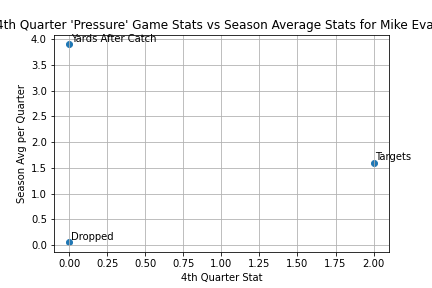 4th Quarter 'Pressure' Game Stats vs Season Average Stats for Mike Eva
Yards After Catch
Targets
Dropped
Season Avg per Quarter
4.0
3.5
3.0
2.5
2.0
1.5
1.0
0.5
0.0
0.00 0.25 0.50 0.75 1.00 1.25 1.50 1.75 2.00
4th Quarter Stat